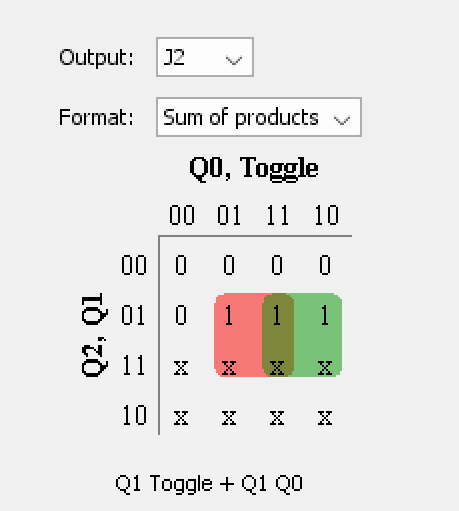 Output: J2
Format: Sum of products
Q0, Toggle
00 01 11 10
00 0 0 0 0
Q2, Q1
01 0 1 1 1
11 x x x x
10 x x x x
Q1 Toggle + Q1 Q0